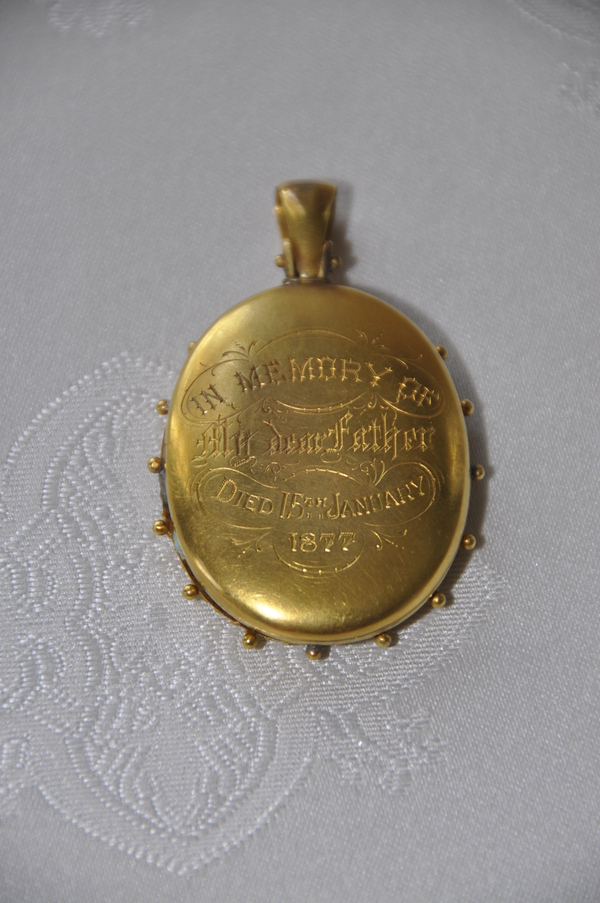 IN MEMORY OF
My dear Father
DIED 15TH JANUARY
1877